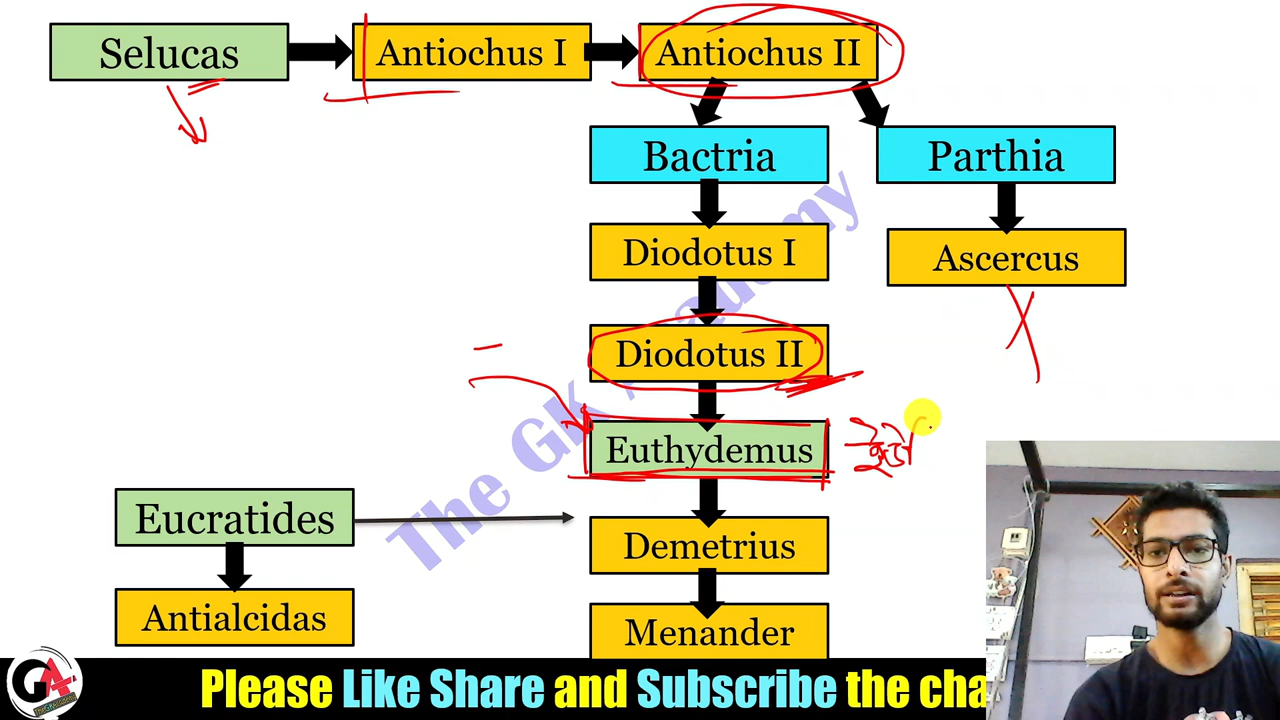 Selucas
Antiochus I
Antiochus II
Bactria
Parthia
Diodotus I
Ascercus
Diodotus II
Euthydemus
Eucratides
Demetrius
Antialcidas
Menander
The GK Academy
GA
Please Like Share and Subscribe the cha